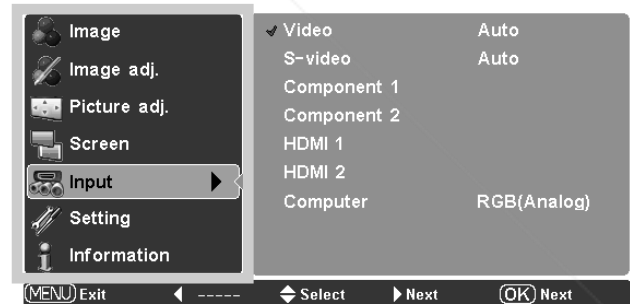 Image
Image adj.
Picture adj.
Screen
Input
Setting
Information
✔ Video Auto
S-video Auto
Component 1
Component 2
HDMI 1
HDMI 2
Computer RGB(Analog)
MENU Exit ◀ ----- Select ▶ Next OK Next